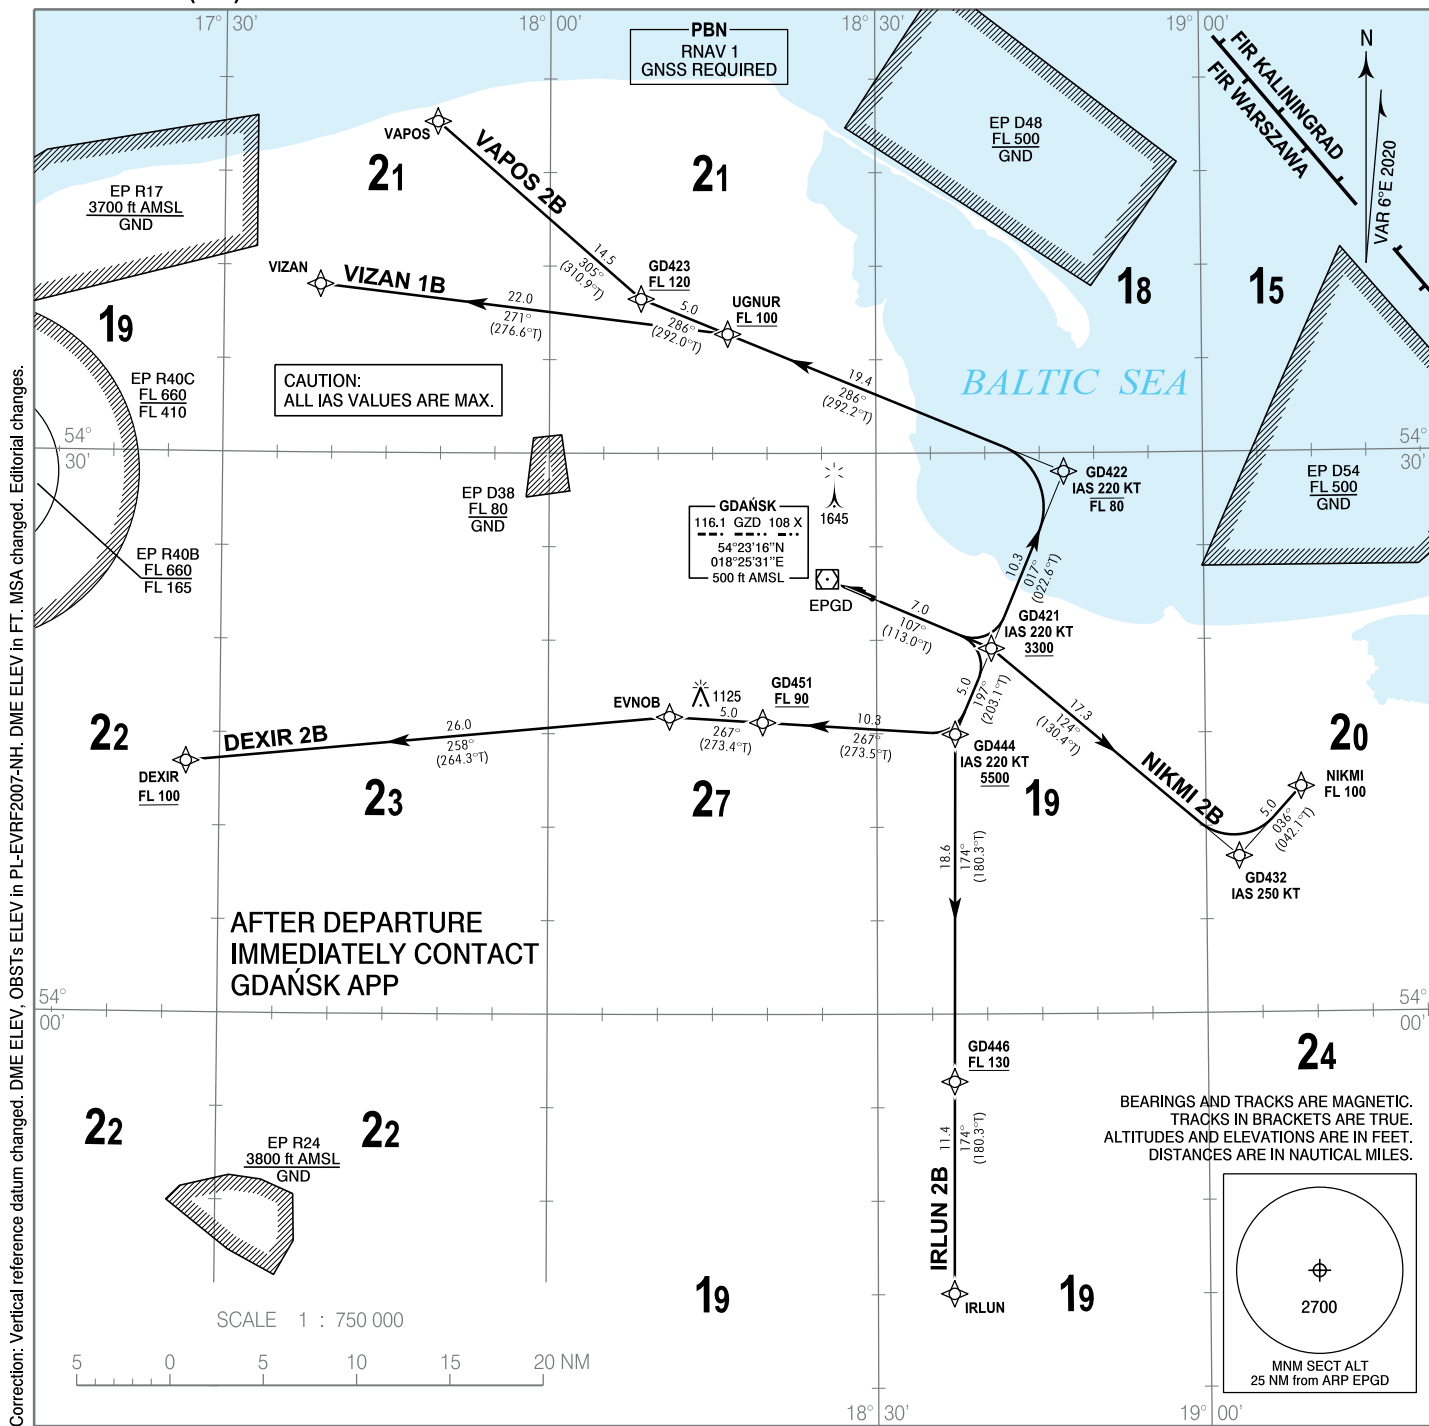 17° 30'
18° 00'
18° 30'
19° 00'
PBN
RNAV 1
GNSS REQUIRED
FIR KALININGRAD
FIR WARSZAWA
N
VAR 6°E 2020
VAPOS
VAPOS 2B
21
21
EP D48
FL 500
GND
EP R17
3700 ft AMSL
GND
14.5
305°
(310.9°T)
VIZAN
VIZAN 1B
GD423
FL 120
22.0
271°
(276.6°T)
5.0
286°
(292.0°T)
UGNUR
FL 100
18
15
19
EP R40C
FL 660
FL 410
CAUTION:
ALL IAS VALUES ARE MAX.
19.4
286°
(292.2°T)
BALTIC SEA
54°
30'
54°
30'
EP D38
FL 80
GND
GD422
IAS 220 KT
FL 80
EP D54
FL 500
GND
1645
GDAŃSK
116.1 GZD 108 X
54°23'16"N
018°25'31"E
500 ft AMSL
EP R40B
FL 660
FL 165
EPGD
10.3
017°
(022.6°T)
7.0
107°
(113.0°T)
GD421
IAS 220 KT
3300
5.0
197°
(203.1°T)
17.3
124°
(130.4°T)
22
EVNOB
1125
GD451
FL 90
5.0
267°
(273.4°T)
10.3
267°
(273.5°T)
26.0
258°
(264.3°T)
DEXIR 2B
DEXIR
FL 100
GD444
IAS 220 KT
5500
20
NIKMI 2B
NIKMI
FL 100
5.0
036°
(042.1°T)
23
27
19
GD432
IAS 250 KT
18.6
174°
(180.3°T)
AFTER DEPARTURE
IMMEDIATELY CONTACT
GDAŃSK APP
54°
00'
54°
00'
GD446
FL 130
24
22
22
EP R24
3800 ft AMSL
GND
11.4
174°
(180.3°T)
IRLUN 2B
BEARINGS AND TRACKS ARE MAGNETIC.
TRACKS IN BRACKETS ARE TRUE.
ALTITUDES AND ELEVATIONS ARE IN FEET.
DISTANCES ARE IN NAUTICAL MILES.
19
19
IRLUN
2700
MNM SECT ALT
25 NM from ARP EPGD
SCALE 1 : 750 000
5 0 5 10 15 20 NM
18° 30'
19° 00'
Correction: Vertical reference datum changed. DME ELEV, OBSTs ELEV in PL-EVRF2007-NH. DME ELEV in FT. MSA changed. Editorial changes.